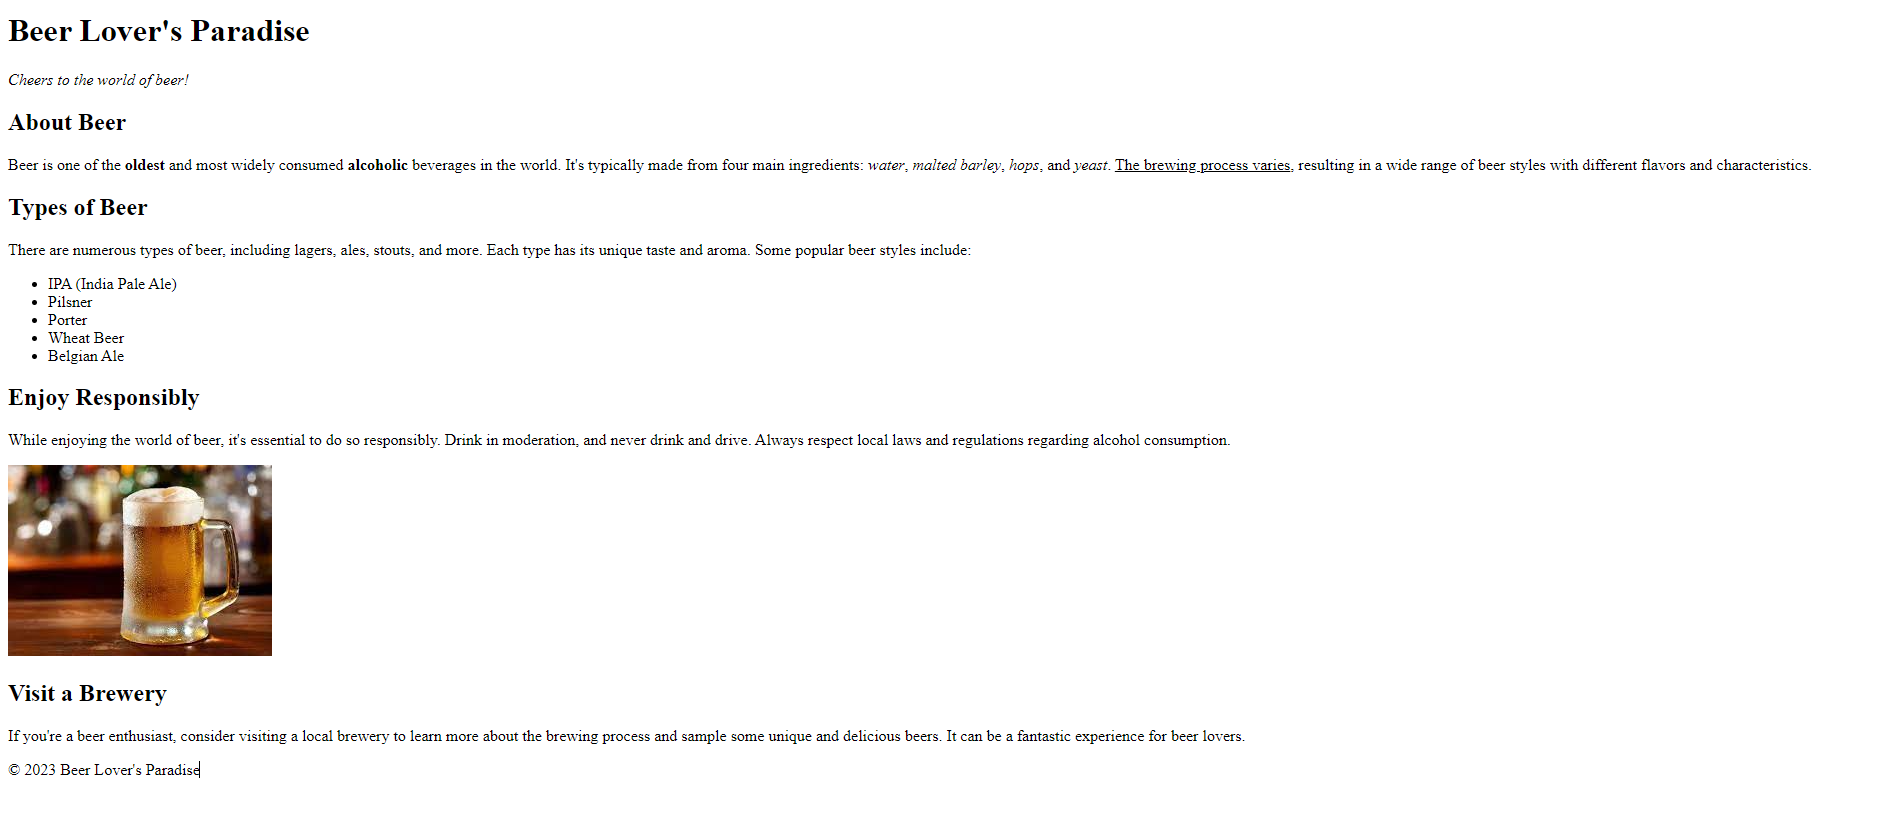 Beer Lover's Paradise
Cheers to the world of beer!
About Beer
Beer is one of the oldest and most widely consumed alcoholic beverages in the world. It's typically made from four main ingredients: water, malted barley, hops, and yeast. The brewing process varies, resulting in a wide range of beer styles with different flavors and characteristics.
Types of Beer
There are numerous types of beer, including lagers, ales, stouts, and more. Each type has its unique taste and aroma. Some popular beer styles include:
• IPA (India Pale Ale)
• Pilsner
• Porter
• Wheat Beer
• Belgian Ale
Enjoy Responsibly
While enjoying the world of beer, it's essential to do so responsibly. Drink in moderation, and never drink and drive. Always respect local laws and regulations regarding alcohol consumption.
Visit a Brewery
If you're a beer enthusiast, consider visiting a local brewery to learn more about the brewing process and sample some unique and delicious beers. It can be a fantastic experience for beer lovers.
© 2023 Beer Lover's Paradise